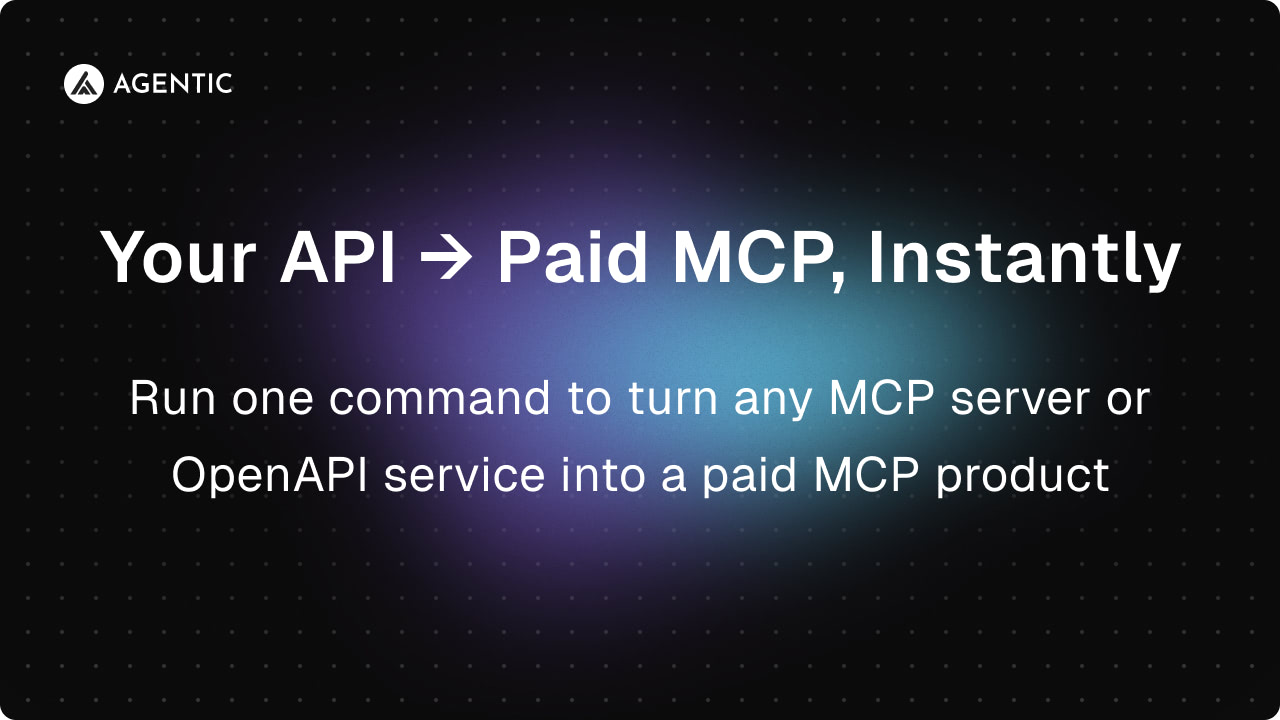 AGENTIC
Your API → Paid MCP, Instantly
Run one command to turn any MCP server or
OpenAPI service into a paid MCP product